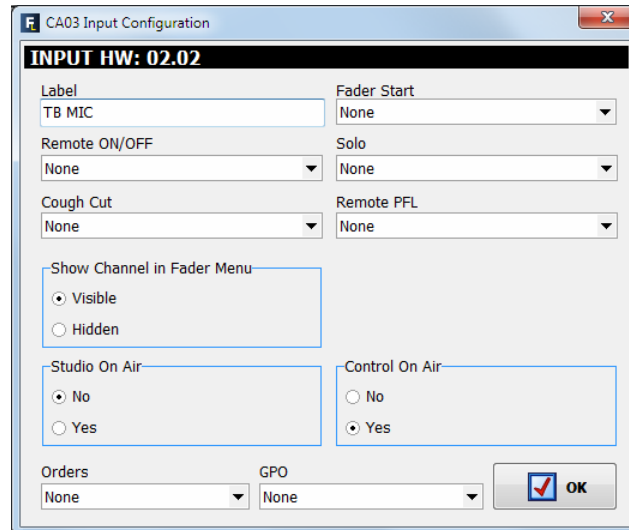 CA03 Input Configuration
INPUT HW: 02.02
Label
Fader Start
TB MIC
None
Remote ON/OFF
Solo
None
None
Cough Cut
Remote PFL
None
None
Show Channel in Fader Menu
Visible
Hidden
Studio On Air
Control On Air
No
No
Yes
Yes
Orders
GPO
None
None
OK